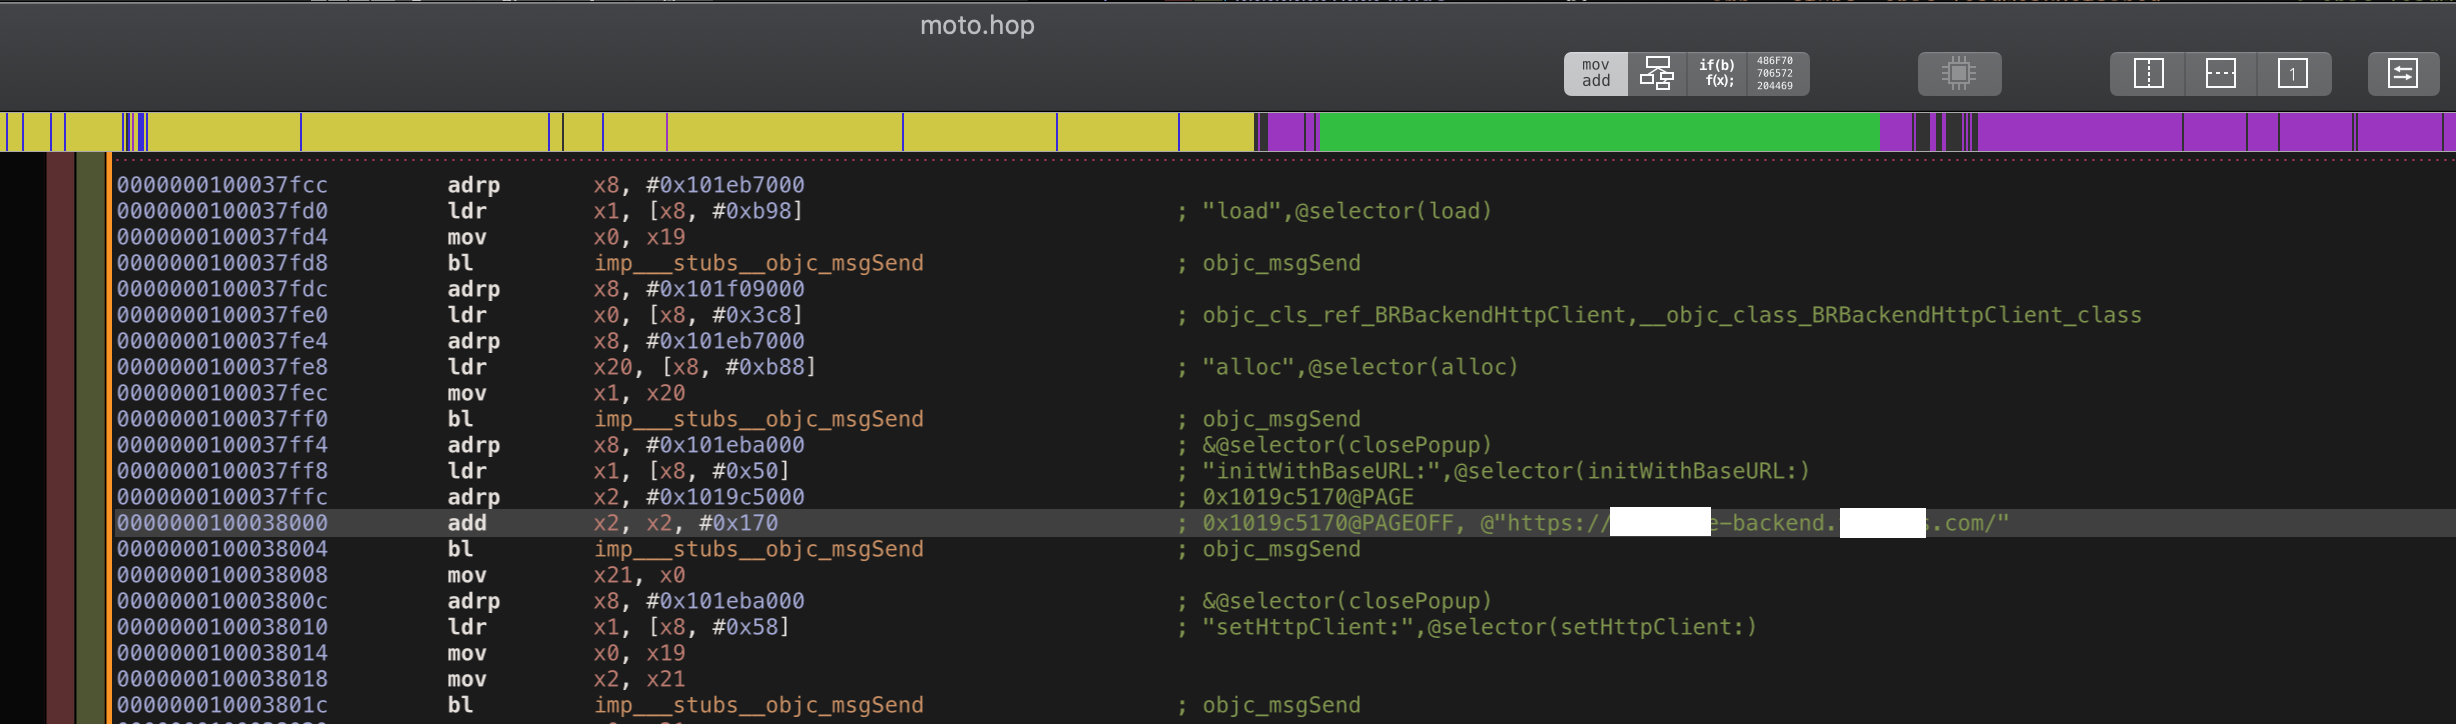 moto.hop
mov add
if(b) f(x);
486F70 706572 204469
1
0000000100037fcc adrp x8, #0x101eb7000
0000000100037fd0 ldr x1, [x8, #0xb98] ; "load",@selector(load)
0000000100037fd4 mov x0, x19
0000000100037fd8 bl imp___stubs__objc_msgSend ; objc_msgSend
0000000100037fdc adrp x8, #0x101f09000
0000000100037fe0 ldr x0, [x8, #0x3c8] ; objc_cls_ref_BRBackendHttpClient,__objc_class_BRBackendHttpClient_class
0000000100037fe4 adrp x8, #0x101eb7000
0000000100037fe8 ldr x20, [x8, #0xb88] ; "alloc",@selector(alloc)
0000000100037fec mov x1, x20
0000000100037ff0 bl imp___stubs__objc_msgSend ; objc_msgSend
0000000100037ff4 adrp x8, #0x101eba000 ; &@selector(closePopup)
0000000100037ff8 ldr x1, [x8, #0x50] ; "initWithBaseURL:",@selector(initWithBaseURL:)
0000000100037ffc adrp x2, #0x1019c5000 ; 0x1019c5170@PAGE
0000000100038000 add x2, x2, #0x170 ; 0x1019c5170@PAGEOFF, @"https:// e-backend. s.com/"
0000000100038004 bl imp___stubs__objc_msgSend ; objc_msgSend
0000000100038008 mov x21, x0
000000010003800c adrp x8, #0x101eba000 ; &@selector(closePopup)
0000000100038010 ldr x1, [x8, #0x58] ; "setHttpClient:",@selector(setHttpClient:)
0000000100038014 mov x0, x19
0000000100038018 mov x2, x21
000000010003801c bl imp___stubs__objc_msgSend ; objc_msgSend